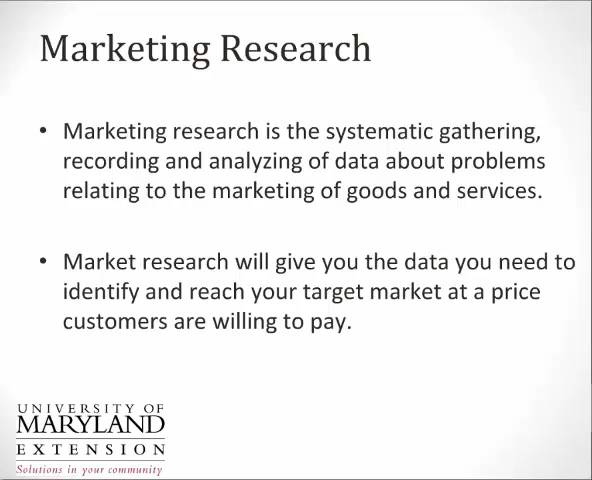 Marketing Research
• Marketing research is the systematic gathering,
recording and analyzing of data about problems
relating to the marketing of goods and services.
• Market research will give you the data you need to
identify and reach your target market at a price
customers are willing to pay.
UNIVERSITY OF
MARYLAND
EXTENSION
Solutions in your community